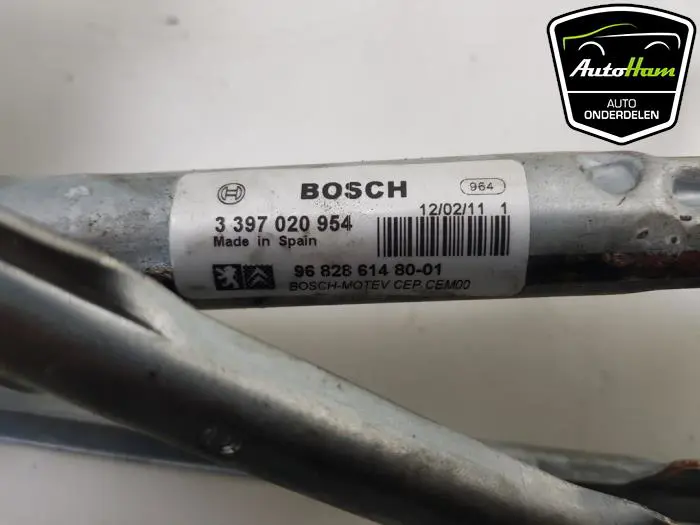 AutoHam
AUTO
ONDERDELEN
BOSCH
964
3 397 020 954
12/02/11 1
Made in Spain
96 828 614 80-01
BOSCH-MOTEV CEP CEM00